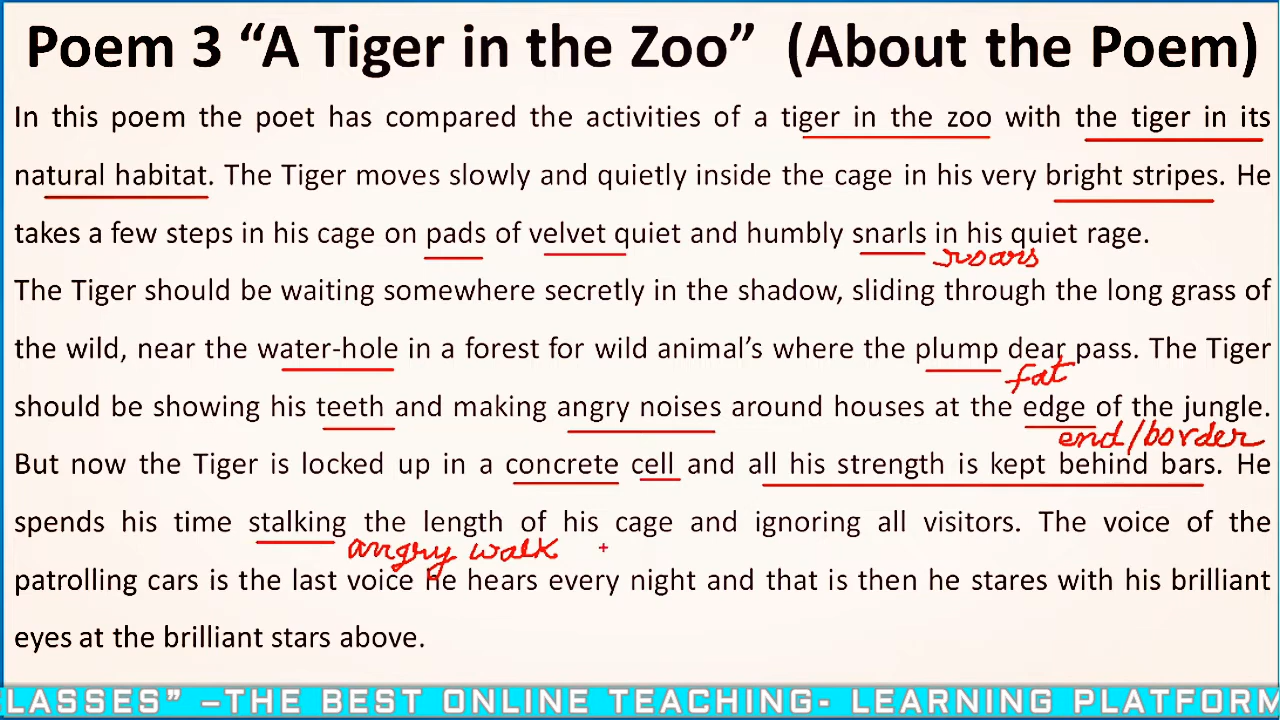 Poem 3 “A Tiger in the Zoo” (About the Poem)
In this poem the poet has compared the activities of a tiger in the zoo with the tiger in its
natural habitat. The Tiger moves slowly and quietly inside the cage in his very bright stripes. He
takes a few steps in his cage on pads of velvet quiet and humbly snarls in his quiet rage.
roars
The Tiger should be waiting somewhere secretly in the shadow, sliding through the long grass of
the wild, near the water-hole in a forest for wild animal’s where the plump dear pass. The Tiger
fat
should be showing his teeth and making angry noises around houses at the edge of the jungle.
end/border
But now the Tiger is locked up in a concrete cell and all his strength is kept behind bars. He
spends his time stalking the length of his cage and ignoring all visitors. The voice of the
angry walk
patrolling cars is the last voice He hears every night and that is then he stares with his brilliant
eyes at the brilliant stars above.
LASSES” –THE BEST ONLINE TEACHING- LEARNING PLATFORM